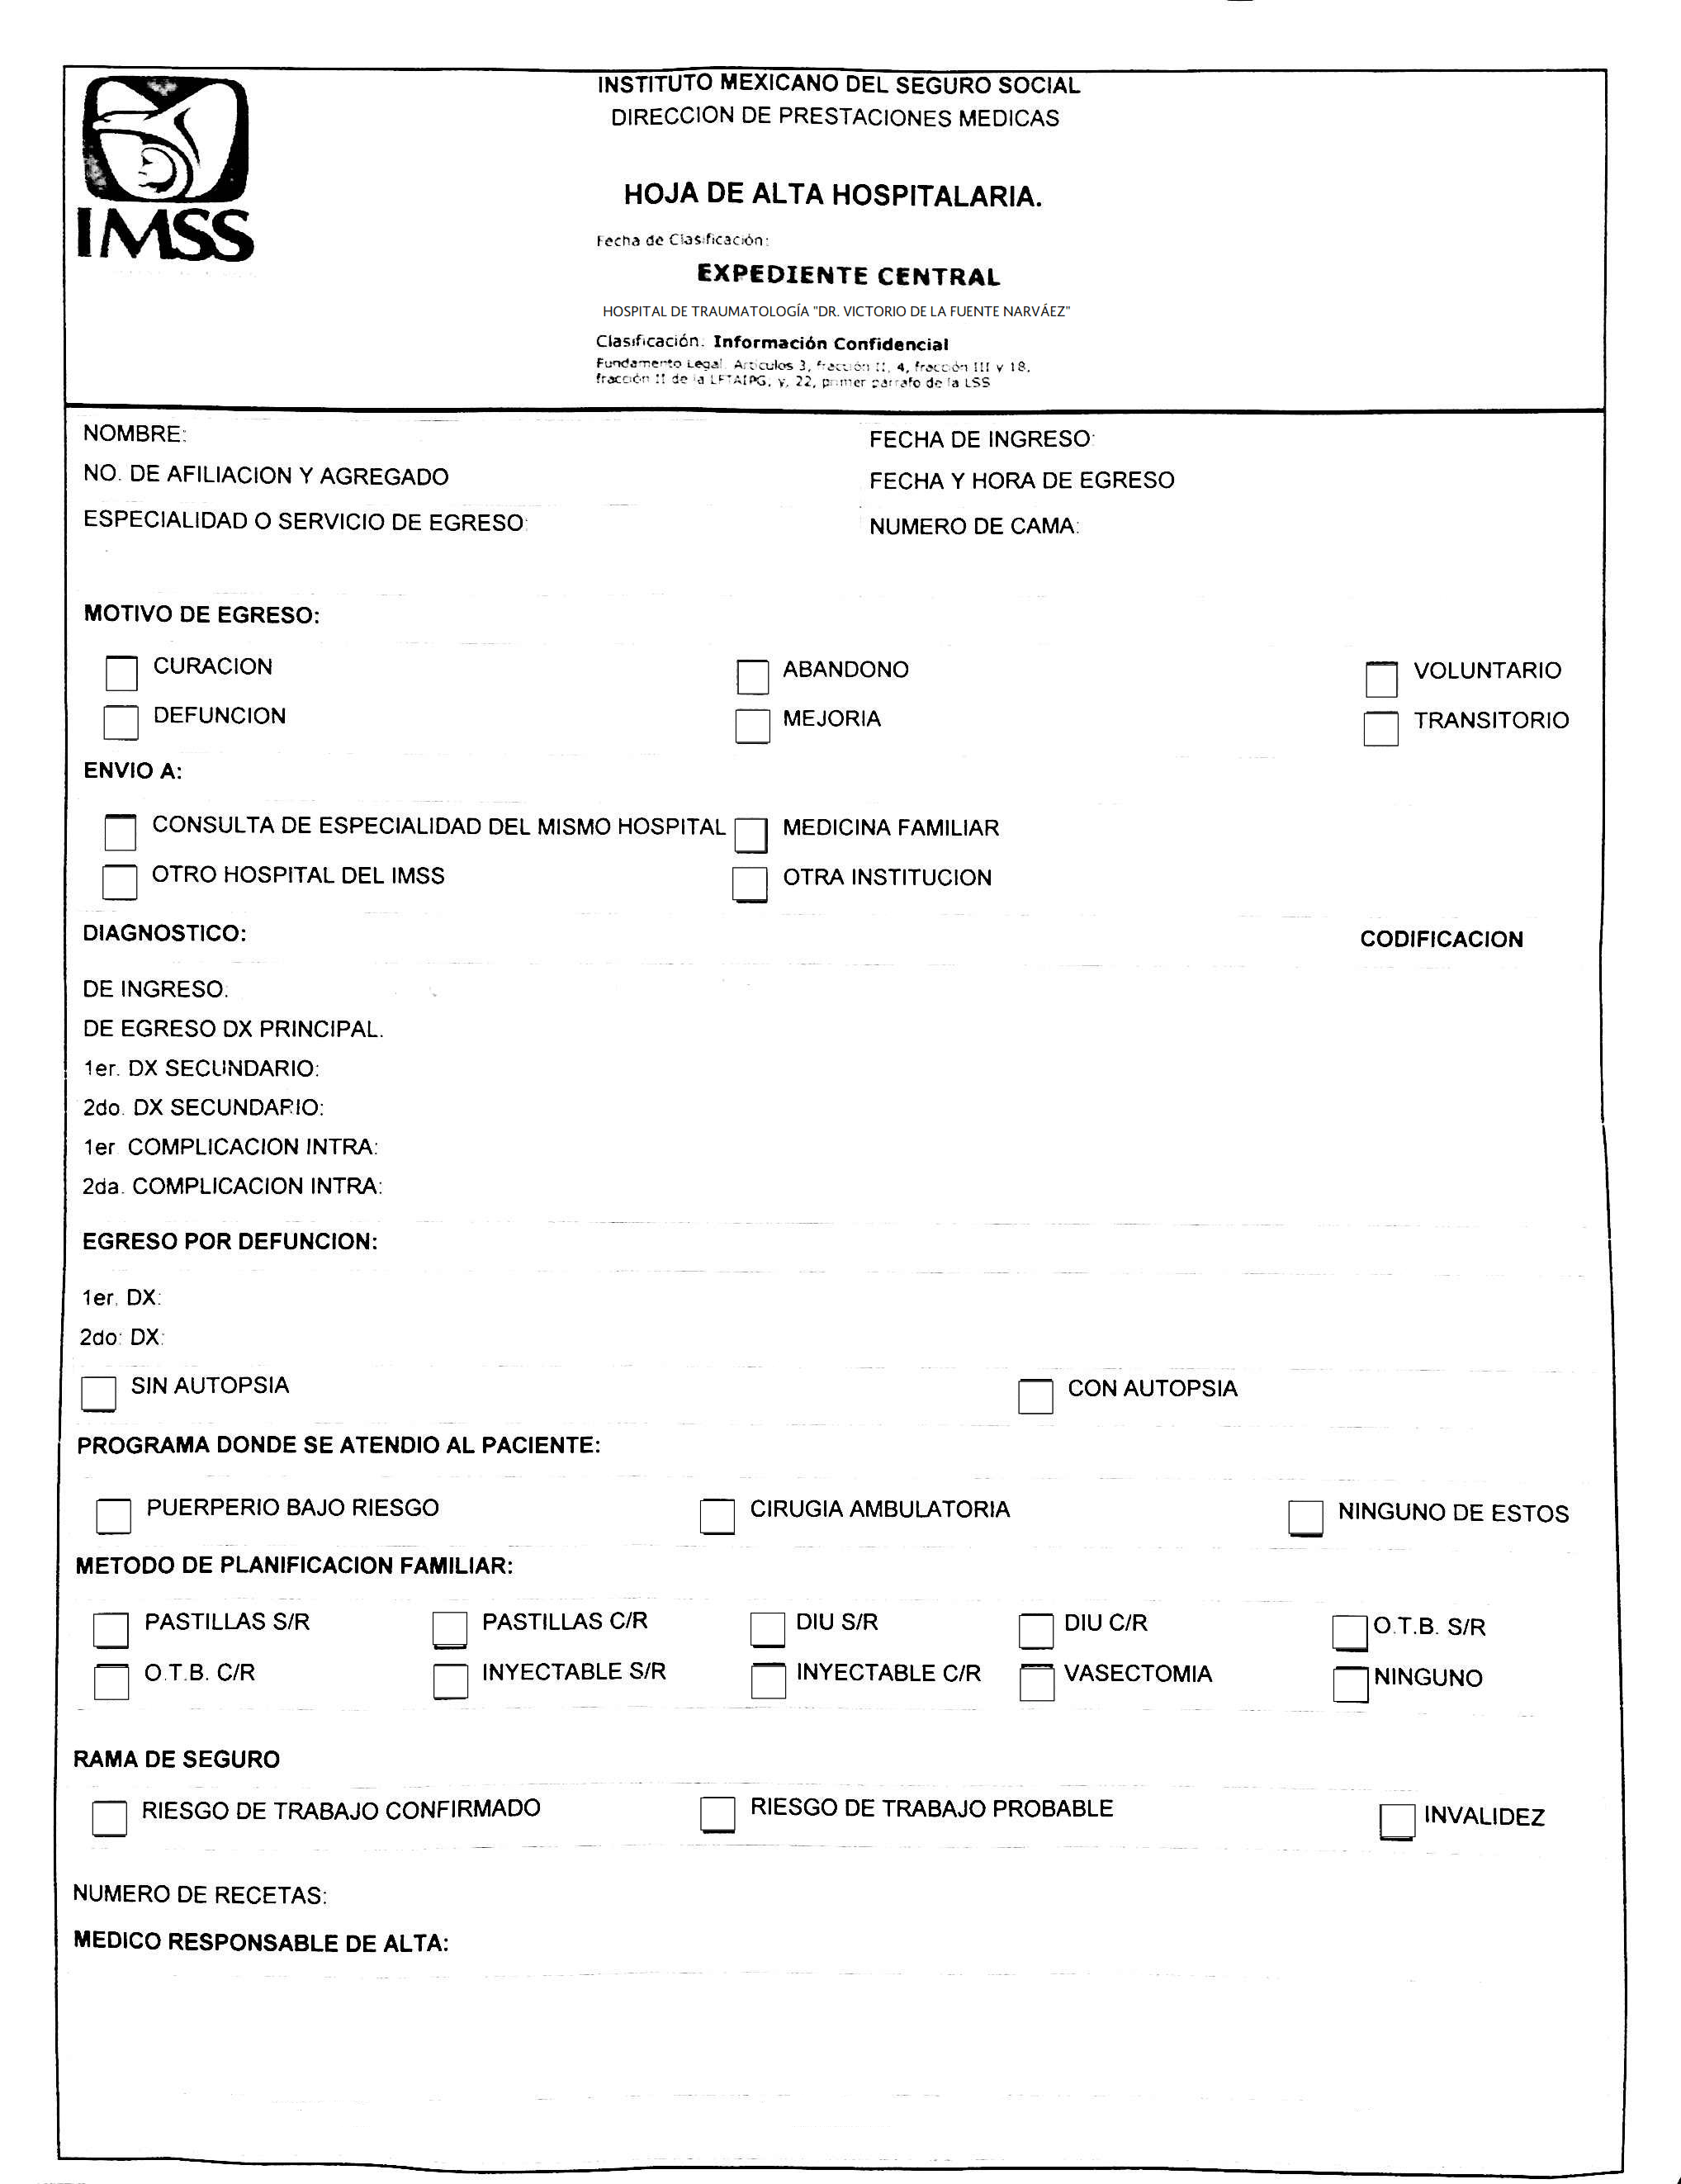 INSTITUTO MEXICANO DEL SEGURO SOCIAL
DIRECCION DE PRESTACIONES MEDICAS
IMSS
HOJA DE ALTA HOSPITALARIA.
Fecha de Clasificación:
EXPEDIENTE CENTRAL
HOSPITAL DE TRAUMATOLOGÍA "DR. VICTORIO DE LA FUENTE NARVÁEZ"
Clasificación. Información Confidencial
Fundamento Legal. Artículos 3, fracción II, 4, fracción III y 18,
fracción II de la LFTAIPG, y, 22, primer párrafo de la LSS
NOMBRE: FECHA DE INGRESO:
NO. DE AFILIACION Y AGREGADO FECHA Y HORA DE EGRESO
ESPECIALIDAD O SERVICIO DE EGRESO: NUMERO DE CAMA:
MOTIVO DE EGRESO:
CURACION ABANDONO VOLUNTARIO
DEFUNCION MEJORIA TRANSITORIO
ENVIO A:
CONSULTA DE ESPECIALIDAD DEL MISMO HOSPITAL MEDICINA FAMILIAR
OTRO HOSPITAL DEL IMSS OTRA INSTITUCION
DIAGNOSTICO: CODIFICACION
DE INGRESO.
DE EGRESO DX PRINCIPAL.
1er. DX SECUNDARIO:
2do. DX SECUNDARIO:
1er. COMPLICACION INTRA:
2da. COMPLICACION INTRA:
EGRESO POR DEFUNCION:
1er. DX:
2do: DX:
SIN AUTOPSIA CON AUTOPSIA
PROGRAMA DONDE SE ATENDIO AL PACIENTE:
PUERPERIO BAJO RIESGO CIRUGIA AMBULATORIA NINGUNO DE ESTOS
METODO DE PLANIFICACION FAMILIAR:
PASTILLAS S/R PASTILLAS C/R DIU S/R DIU C/R O.T.B. S/R
O.T.B. C/R INYECTABLE S/R INYECTABLE C/R VASECTOMIA NINGUNO
RAMA DE SEGURO
RIESGO DE TRABAJO CONFIRMADO RIESGO DE TRABAJO PROBABLE INVALIDEZ
NUMERO DE RECETAS:
MEDICO RESPONSABLE DE ALTA: